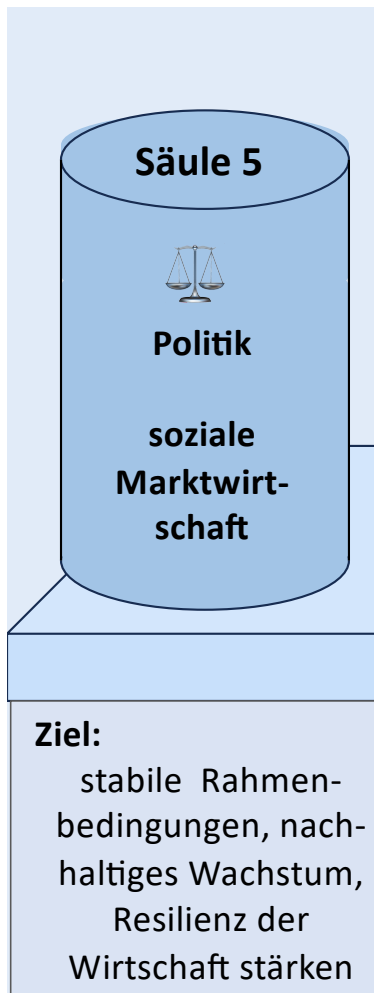 Säule 5
Politik
soziale
Marktwirt-
schaft
Ziel:
stabile Rahmen-
bedingungen, nach-
haltiges Wachstum,
Resilienz der
Wirtschaft stärken